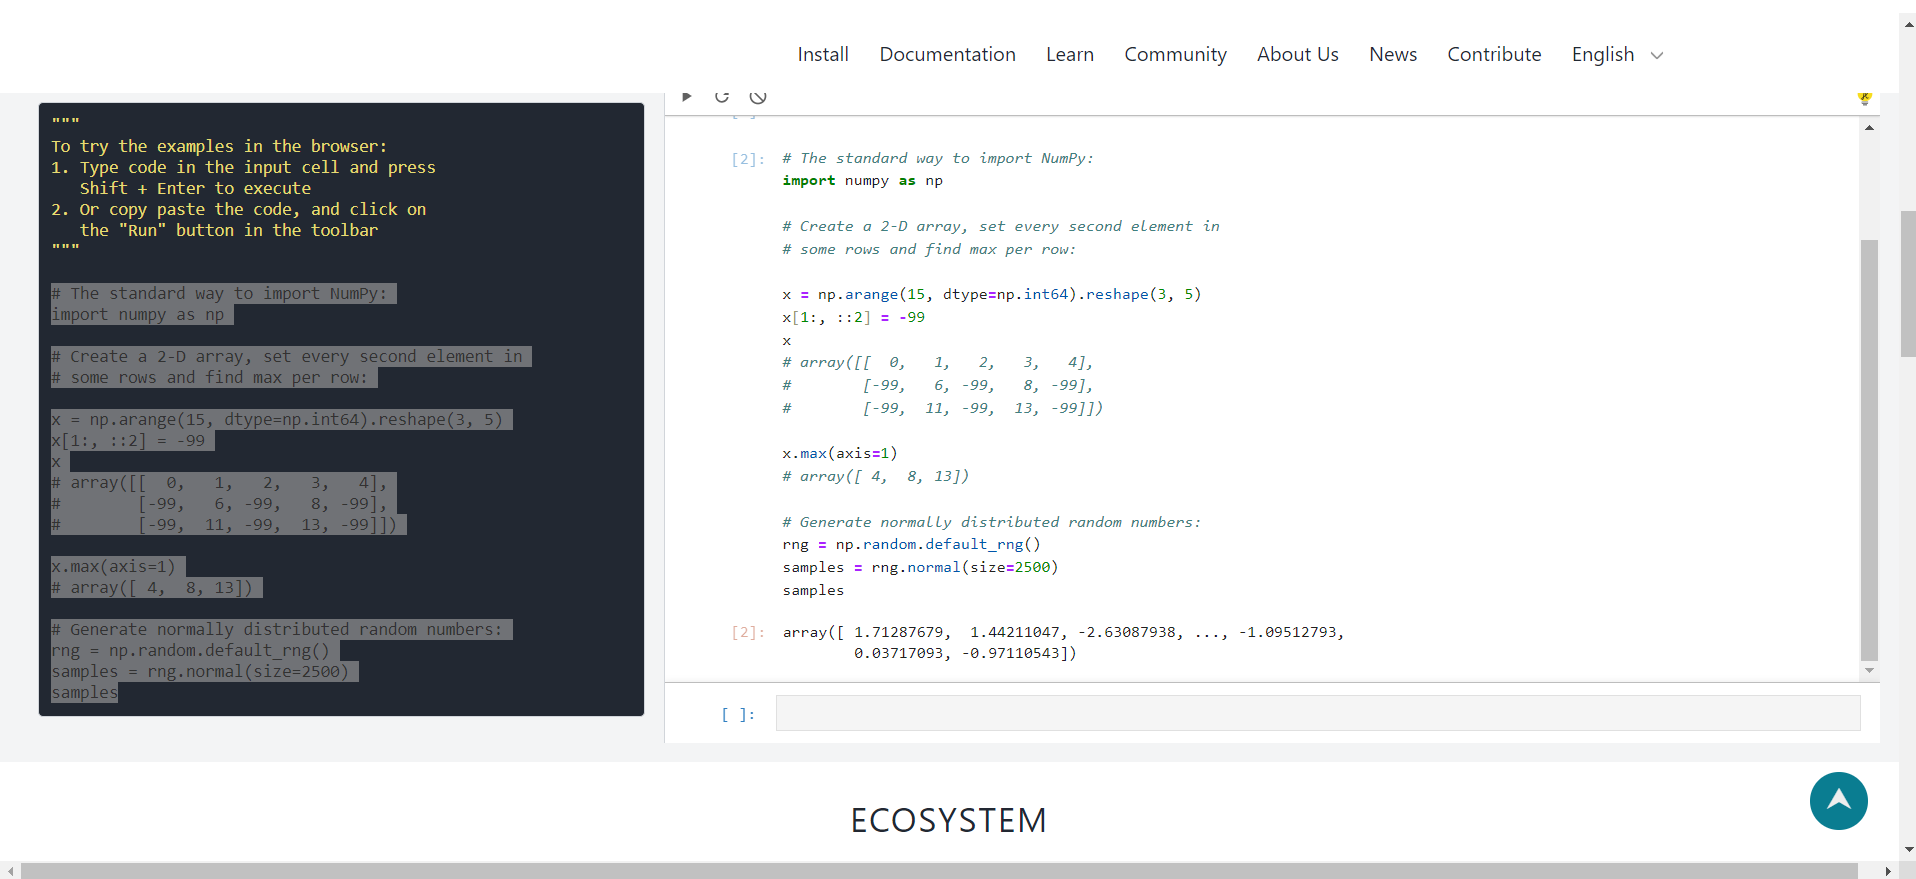 Install Documentation Learn Community About Us News Contribute English
"""
To try the examples in the browser:
1. Type code in the input cell and press
   Shift + Enter to execute
2. Or copy paste the code, and click on
   the "Run" button in the toolbar
"""
# The standard way to import NumPy:
import numpy as np
# Create a 2-D array, set every second element in
# some rows and find max per row:
x = np.arange(15, dtype=np.int64).reshape(3, 5)
x[1:, ::2] = -99
x
# array([[  0,   1,   2,   3,   4],
#        [-99,   6, -99,   8, -99],
#        [-99,  11, -99,  13, -99]])
x.max(axis=1)
# array([ 4,  8, 13])
# Generate normally distributed random numbers:
rng = np.random.default_rng()
samples = rng.normal(size=2500)
samples
[2]: # The standard way to import NumPy:
import numpy as np
# Create a 2-D array, set every second element in
# some rows and find max per row:
x = np.arange(15, dtype=np.int64).reshape(3, 5)
x[1:, ::2] = -99
x
# array([[  0,   1,   2,   3,   4],
#        [-99,   6, -99,   8, -99],
#        [-99,  11, -99,  13, -99]])
x.max(axis=1)
# array([ 4,  8, 13])
# Generate normally distributed random numbers:
rng = np.random.default_rng()
samples = rng.normal(size=2500)
samples
[2]: array([ 1.71287679,  1.44211047, -2.63087938, ..., -1.09512793,
        0.03717093, -0.97110543])
[ ]:
ECOSYSTEM